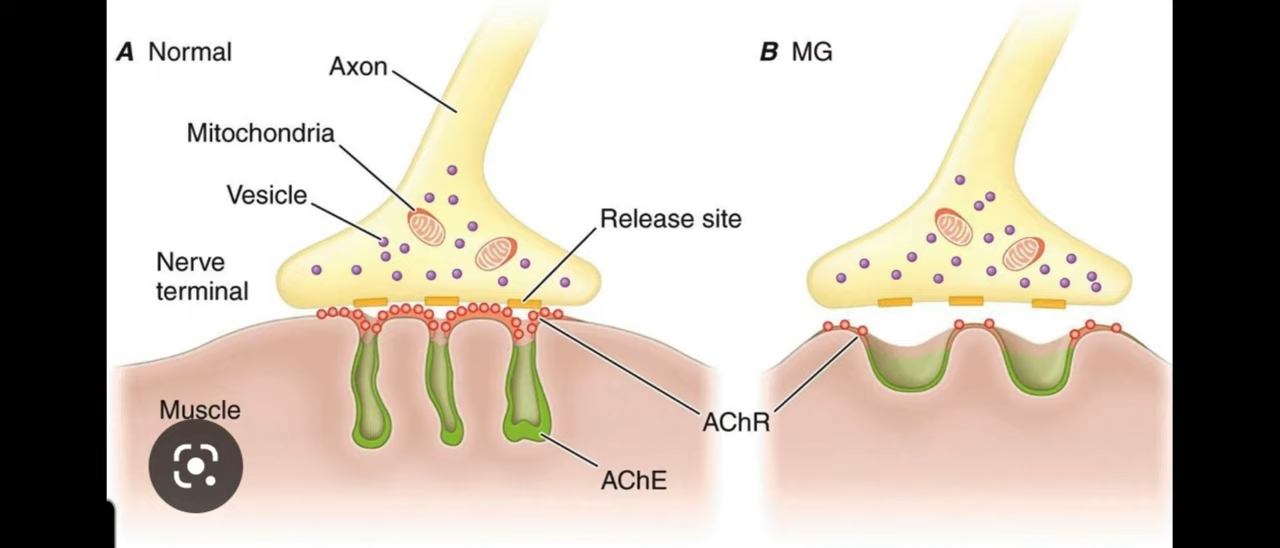 A Normal
Axon
Mitochondria
Vesicle
Release site
Nerve
terminal
Muscle
AChR
AChE
B MG